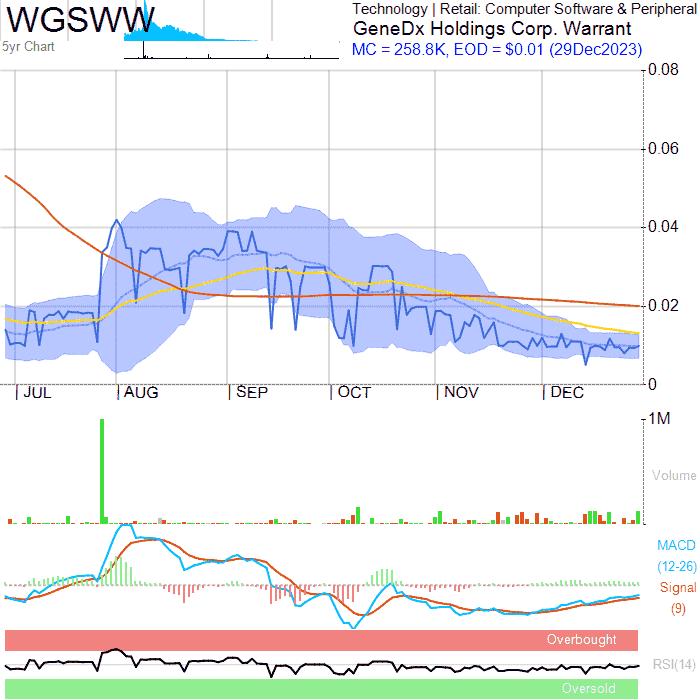 WGSWW
5yr Chart
Technology | Retail: Computer Software & Peripheral
GeneDx Holdings Corp. Warrant
MC = 258.8K, EOD = $0.01 (29Dec2023)
0.08
0.06
0.04
0.02
0
JUL AUG SEP OCT NOV DEC
1M
Volume
MACD
(12-26)
Signal
(9)
Overbought
RSI(14)
Oversold